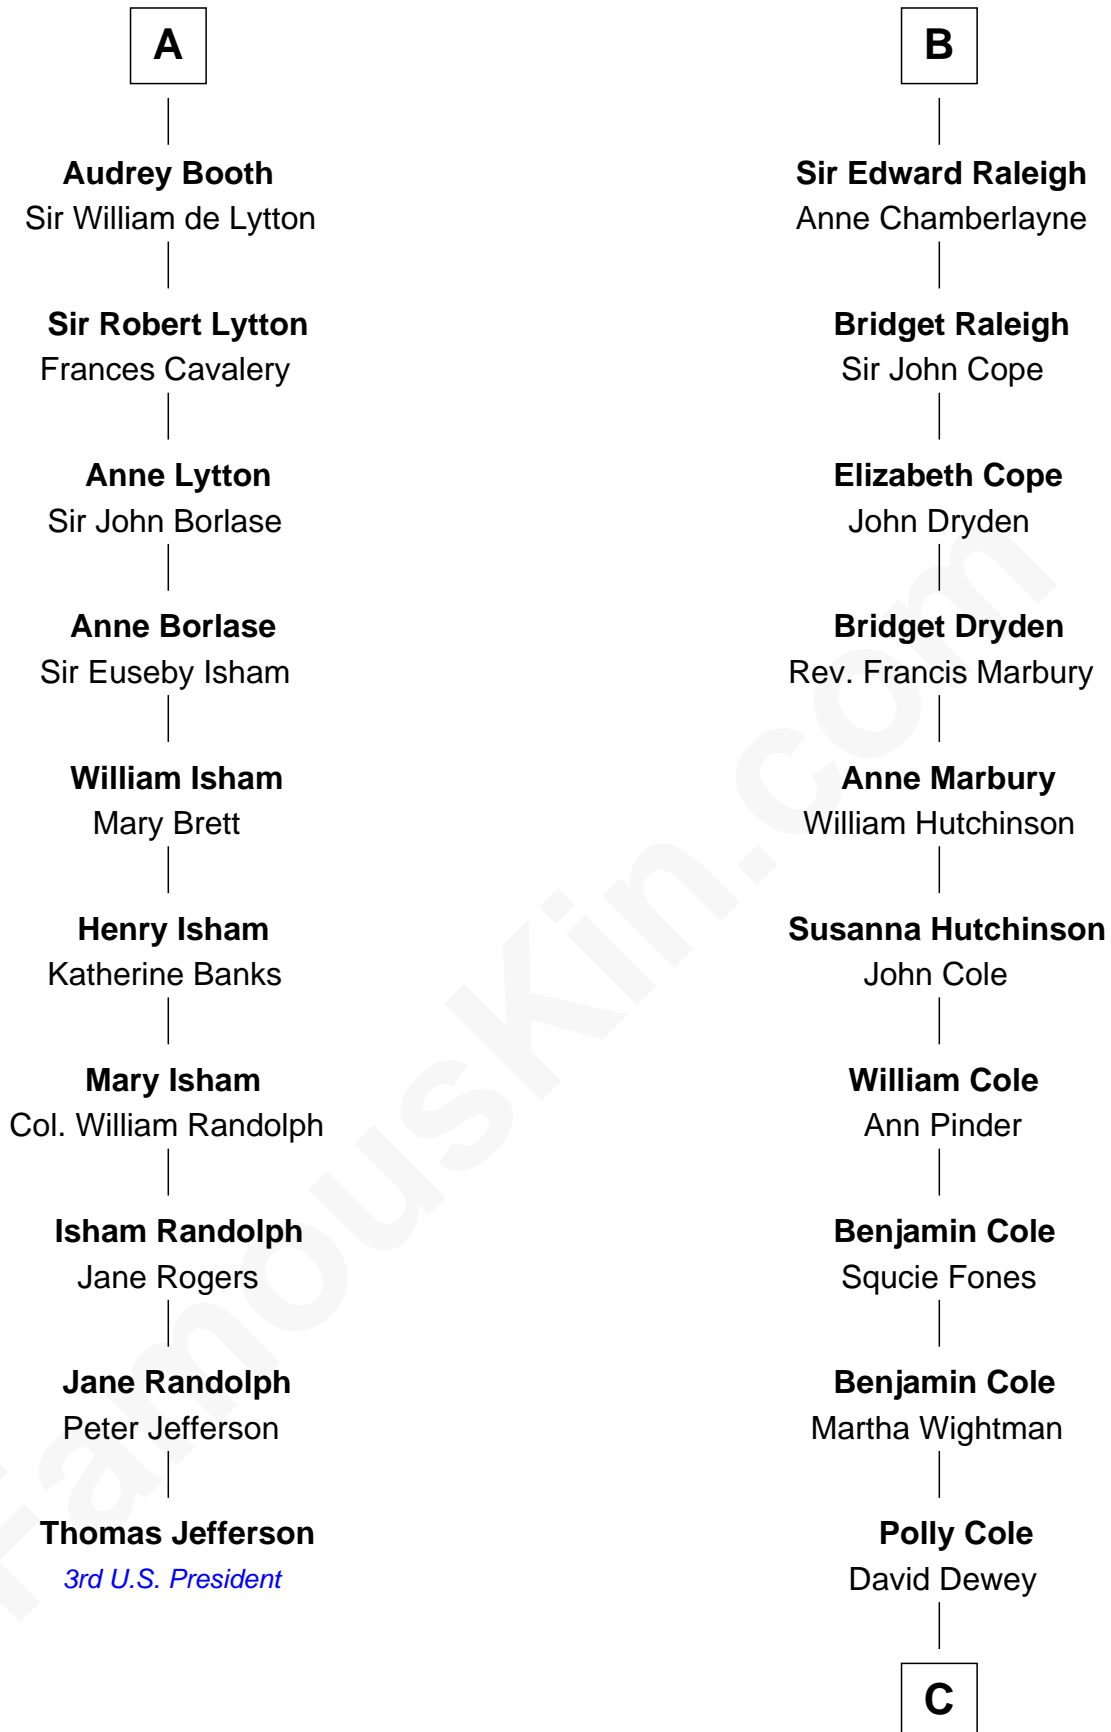 A
Audrey Booth
Sir William de Lytton
Sir Robert Lytton
Frances Cavalery
Anne Lytton
Sir John Borlase
Anne Borlase
Sir Euseby Isham
William Isham
Mary Brett
Henry Isham
Katherine Banks
Mary Isham
Col. William Randolph
Isham Randolph
Jane Rogers
Jane Randolph
Peter Jefferson
Thomas Jefferson
3rd U.S. President
B
Sir Edward Raleigh
Anne Chamberlayne
Bridget Raleigh
Sir John Cope
Elizabeth Cope
John Dryden
Bridget Dryden
Rev. Francis Marbury
Anne Marbury
William Hutchinson
Susanna Hutchinson
John Cole
William Cole
Ann Pinder
Benjamin Cole
Squcie Fones
Benjamin Cole
Martha Wightman
Polly Cole
David Dewey
C
FamousKin.com